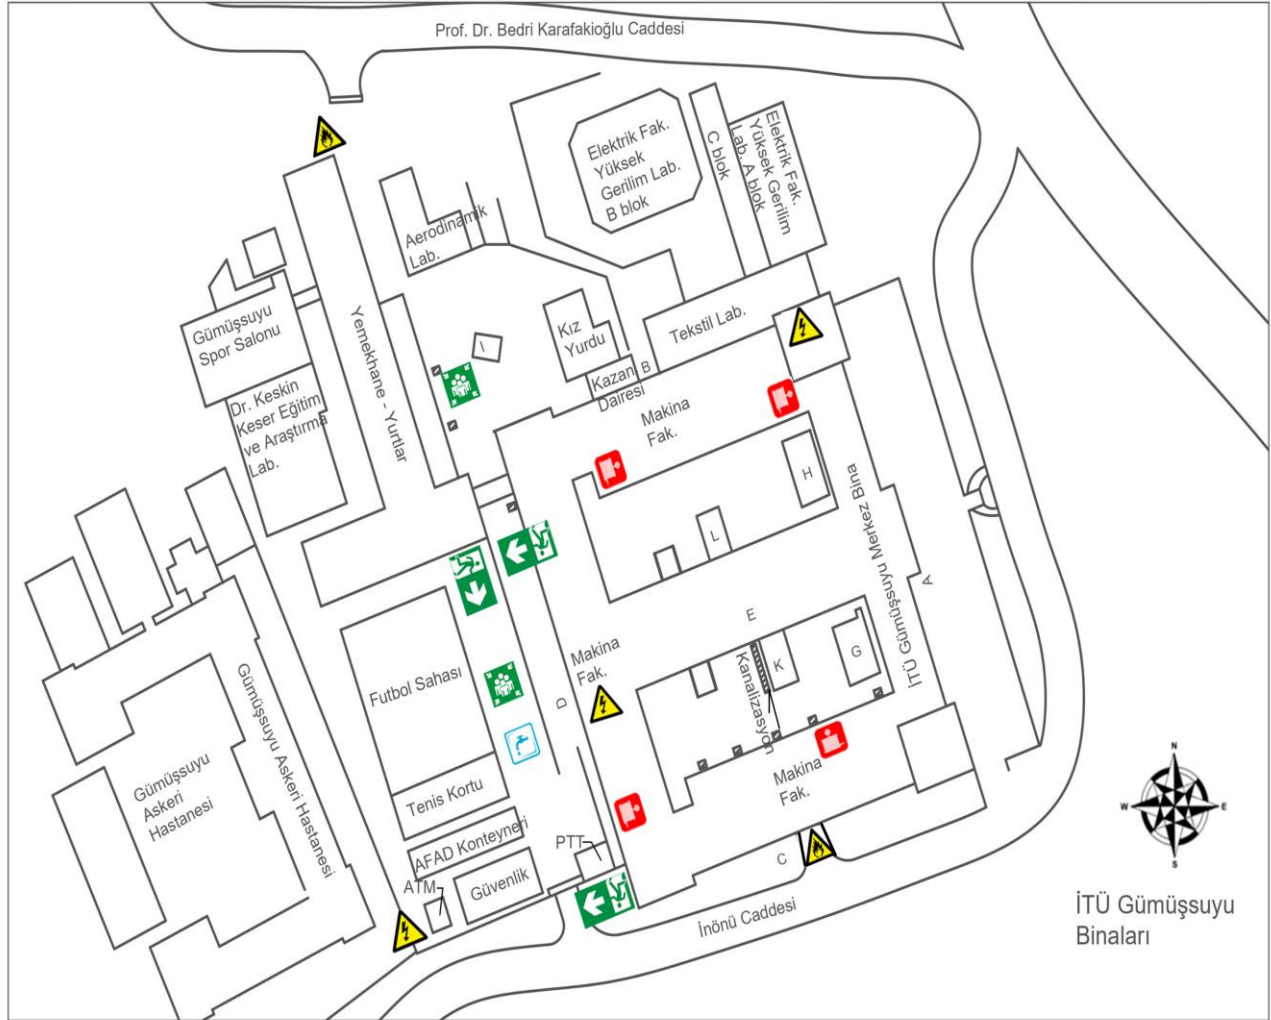 Prof. Dr. Bedri Karafakioğlu Caddesi
Elektrik Fak.
Yüksek
Gerilim Lab.
B blok
C blok
Elektrik Fak.
Yüksek Gerilim
Lab. A blok
Aerodinamik
Lab.
Gümüşsuyu
Spor Salonu
Yemekhane - Yurtlar
I
Kız
Yurdu
Tekstil Lab.
B
Kazan
Dairesi
Makina
Fak.
Dr. Keskin
Keser Eğitim
ve Araştırma
Lab.
H
L
İTÜ Gümüşsuyu Merkez Bina
A
E
Makina
Fak.
D
K
G
Kanalizasyon
Futbol Sahası
Gümüşsuyu Askeri Hastanesi
Gümüşsuyu
Askeri
Hastanesi
Tenis Kortu
Makina
Fak.
AFAD Konteyneri
PTT
C
ATM
Güvenlik
İnönü Caddesi
N
W
E
S
İTÜ Gümüşsuyu
Binaları